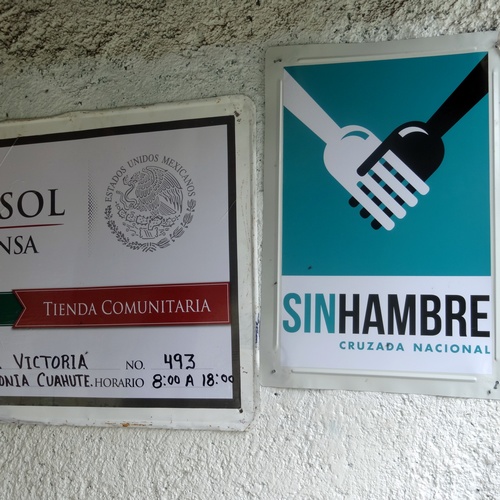 SOL
NSA
ESTADOS UNIDOS MEXICANOS
TIENDA COMUNITARIA
VICTORIA NO. 493
ONIA CUAHUTE. HORARIO 8:00 A 18:00
SINHAMBRE
CRUZADA NACIONAL